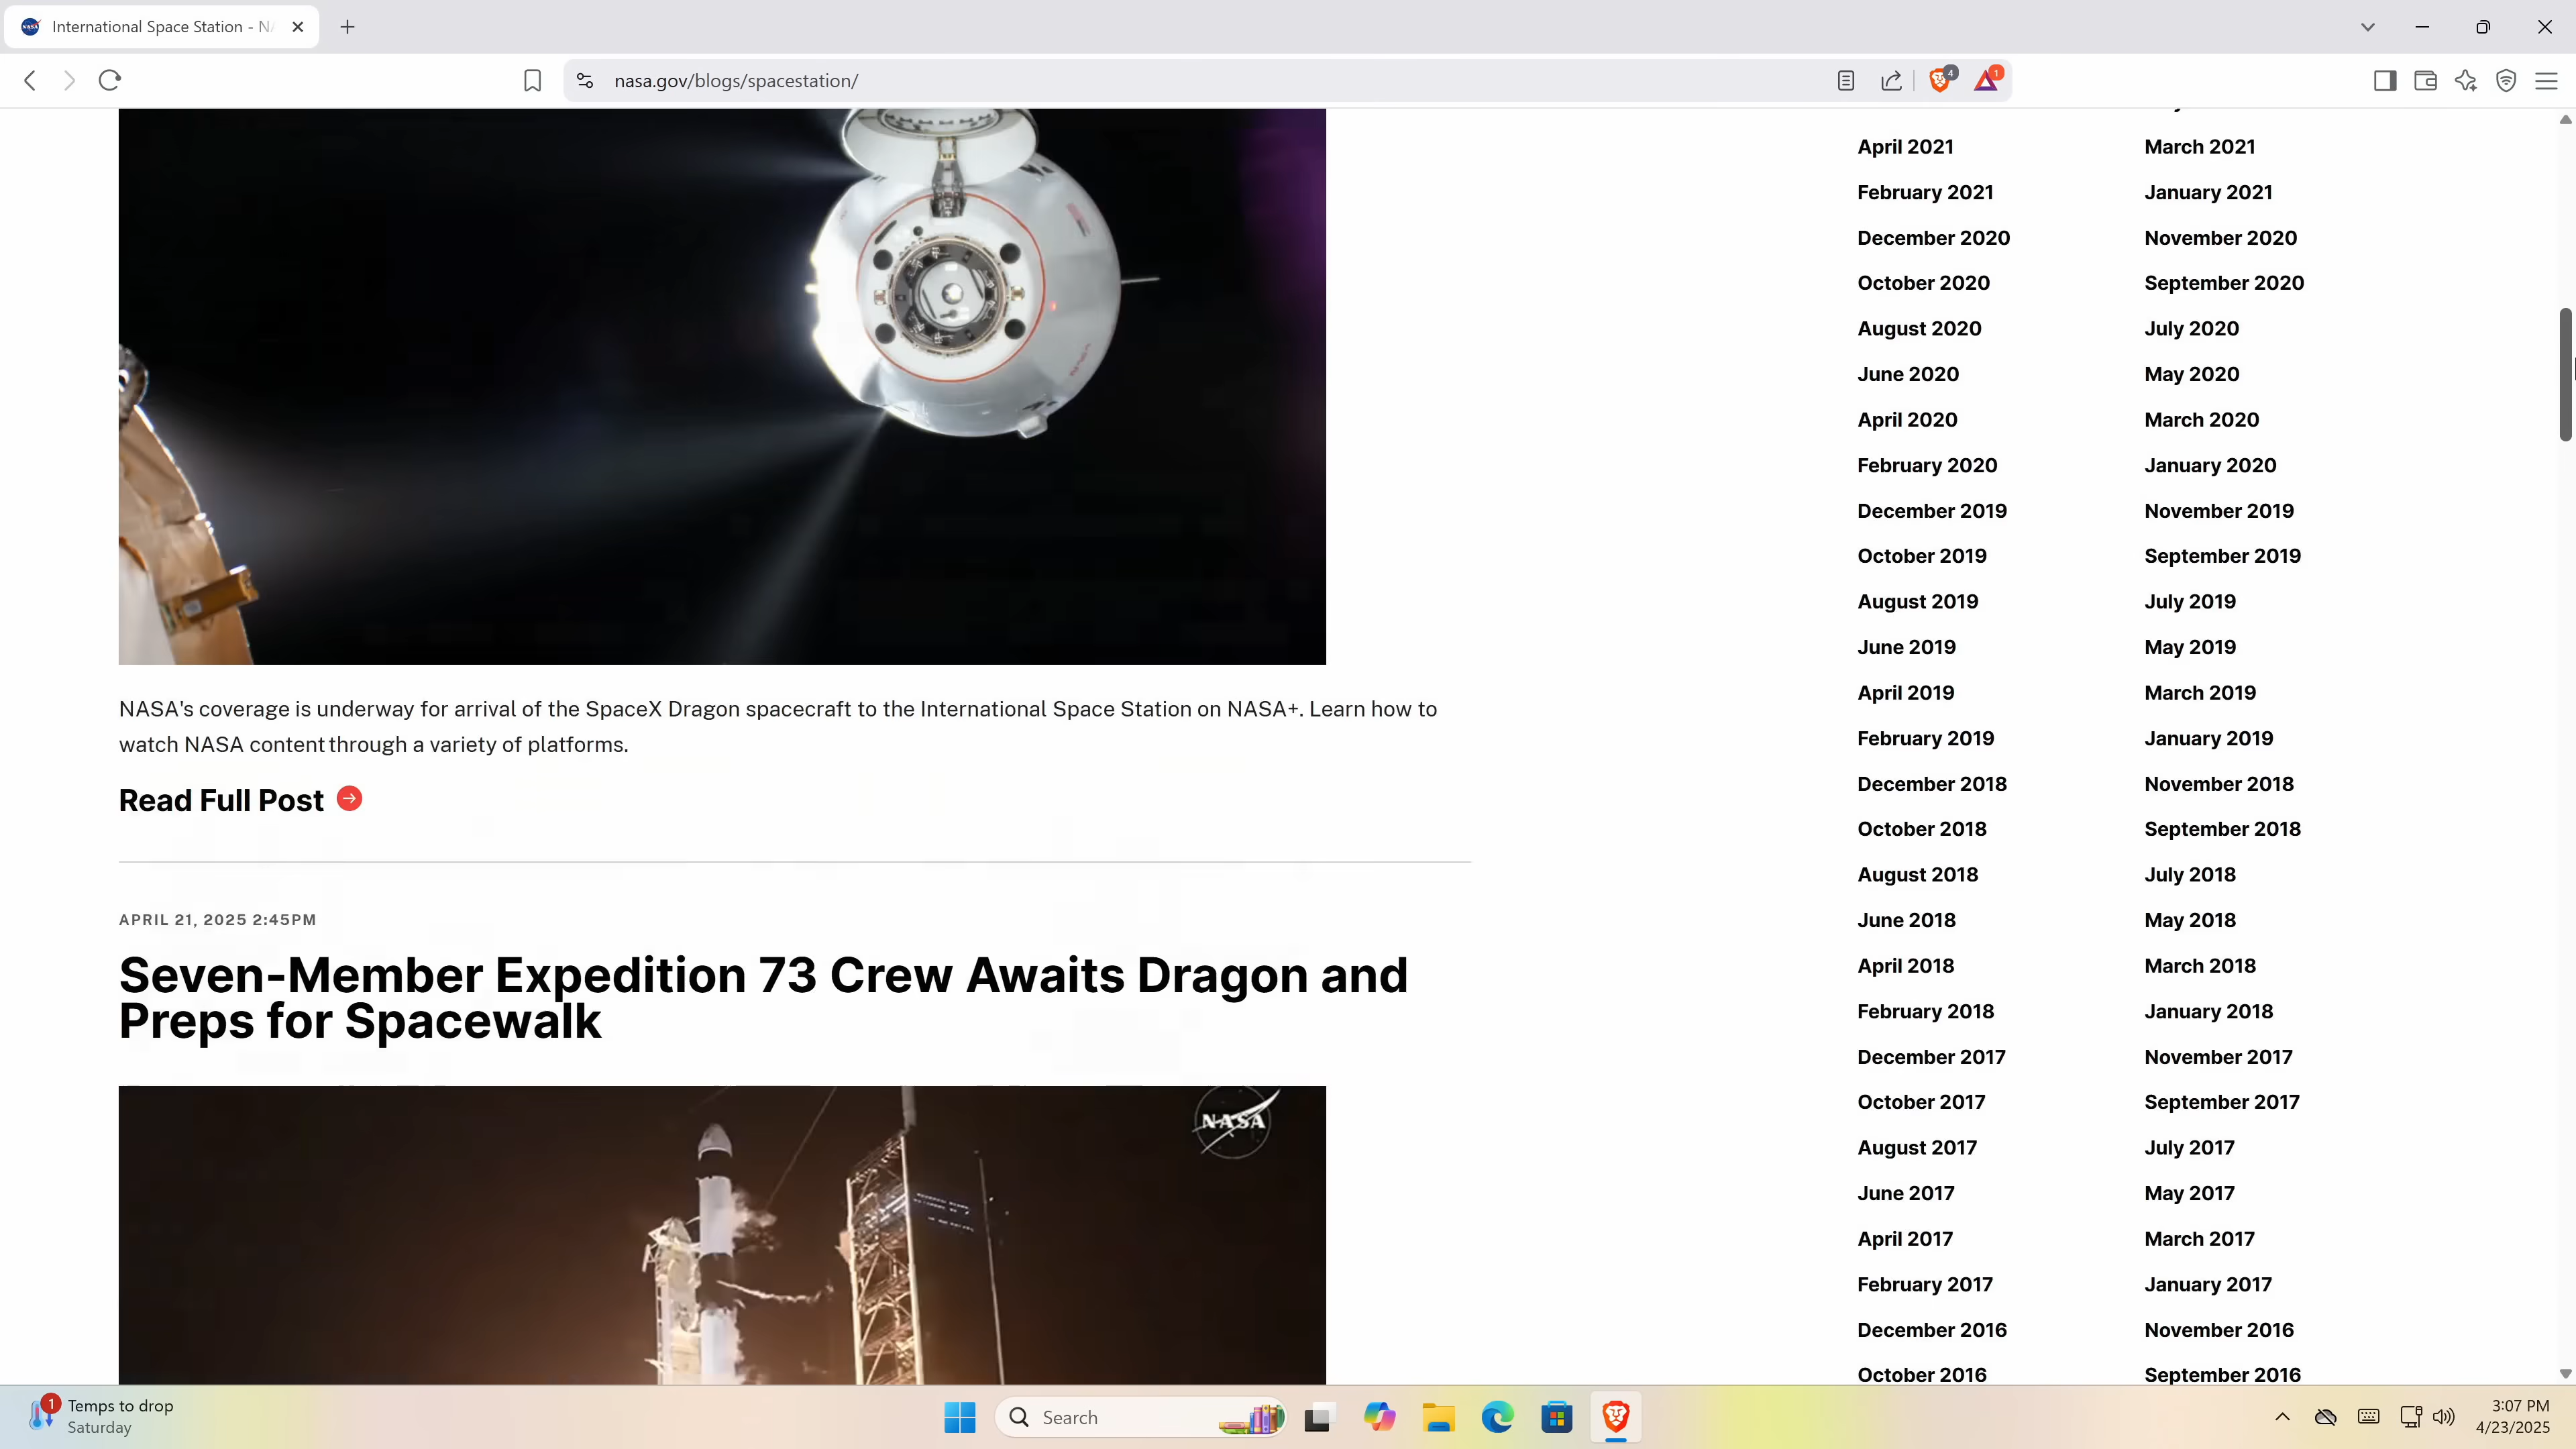 International Space Station - NA
nasa.gov/blogs/spacestation/
4
1
NASA's coverage is underway for arrival of the SpaceX Dragon spacecraft to the International Space Station on NASA+. Learn how to
watch NASA content through a variety of platforms.
Read Full Post
APRIL 21, 2025 2:45PM
Seven-Member Expedition 73 Crew Awaits Dragon and
Preps for Spacewalk
NASA
April 2021
March 2021
February 2021
January 2021
December 2020
November 2020
October 2020
September 2020
August 2020
July 2020
June 2020
May 2020
April 2020
March 2020
February 2020
January 2020
December 2019
November 2019
October 2019
September 2019
August 2019
July 2019
June 2019
May 2019
April 2019
March 2019
February 2019
January 2019
December 2018
November 2018
October 2018
September 2018
August 2018
July 2018
June 2018
May 2018
April 2018
March 2018
February 2018
January 2018
December 2017
November 2017
October 2017
September 2017
August 2017
July 2017
June 2017
May 2017
April 2017
March 2017
February 2017
January 2017
December 2016
November 2016
October 2016
September 2016
1
Temps to drop
Saturday
Search
3:07 PM
4/23/2025